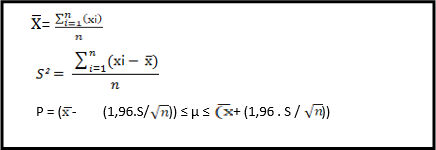 X̅= ∑ⁿᵢ₌₁(xi) / n
S² = ∑ⁿᵢ₌₁(xi − x̅) / n
P = (x̅- (1,96.S/√n)) ≤ µ ≤ (x̅+ (1,96 . S / √n))